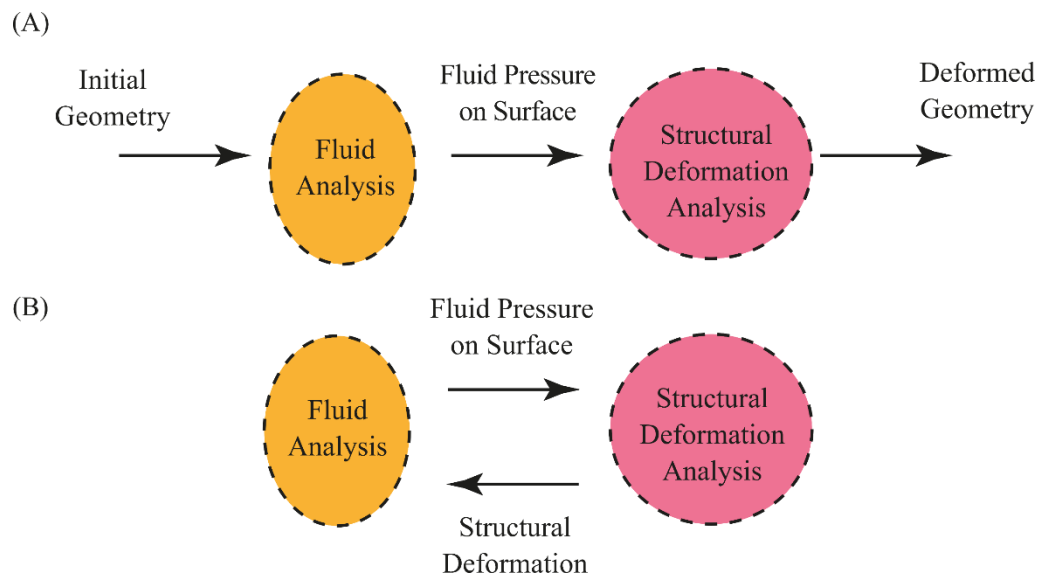 (A)
Initial
Geometry
Fluid
Analysis
Fluid Pressure
on Surface
Structural
Deformation
Analysis
Deformed
Geometry
(B)
Fluid
Analysis
Fluid Pressure
on Surface
Structural
Deformation
Analysis
Structural
Deformation